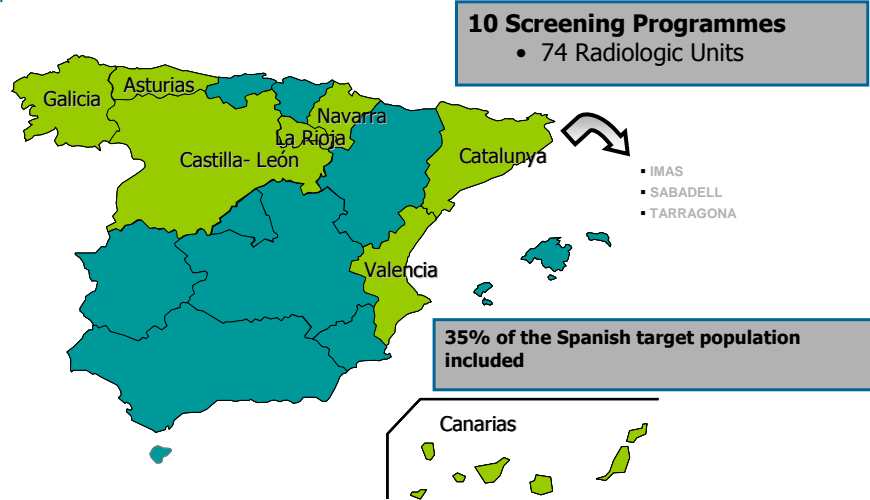 10 Screening Programmes
• 74 Radiologic Units
Galicia
Asturias
Navarra
La Rioja
Castilla- León
Catalunya
▪ IMAS
▪ SABADELL
▪ TARRAGONA
Valencia
35% of the Spanish target population
included
Canarias